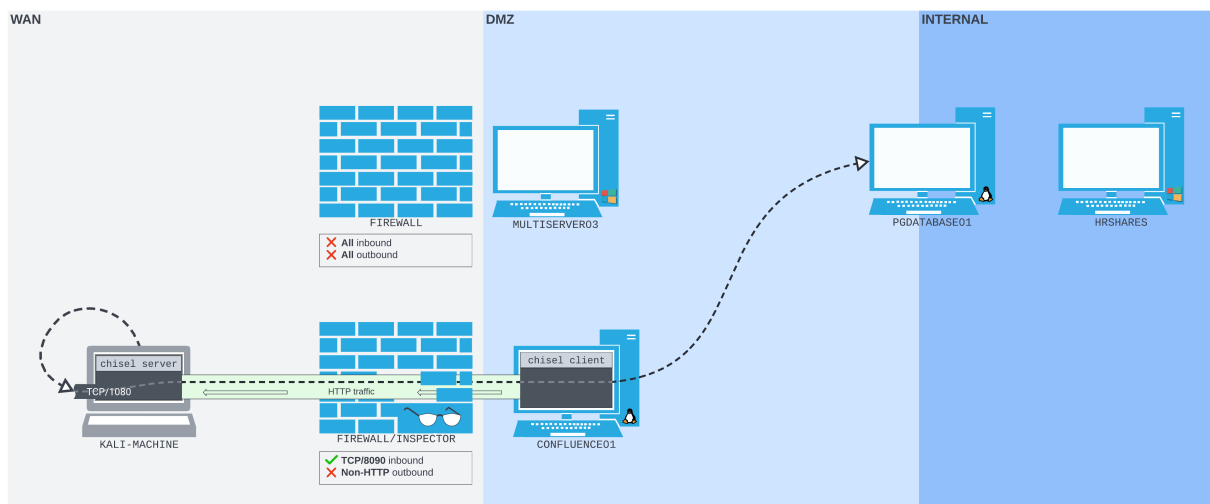 WAN
DMZ
INTERNAL
FIREWALL
All inbound
All outbound
MULTISERVER03
PGDATABASE01
HRSHARES
chisel server
TCP/1080
KALI-MACHINE
HTTP traffic
FIREWALL/INSPECTOR
TCP/8090 inbound
Non-HTTP outbound
chisel client
CONFLUENCE01